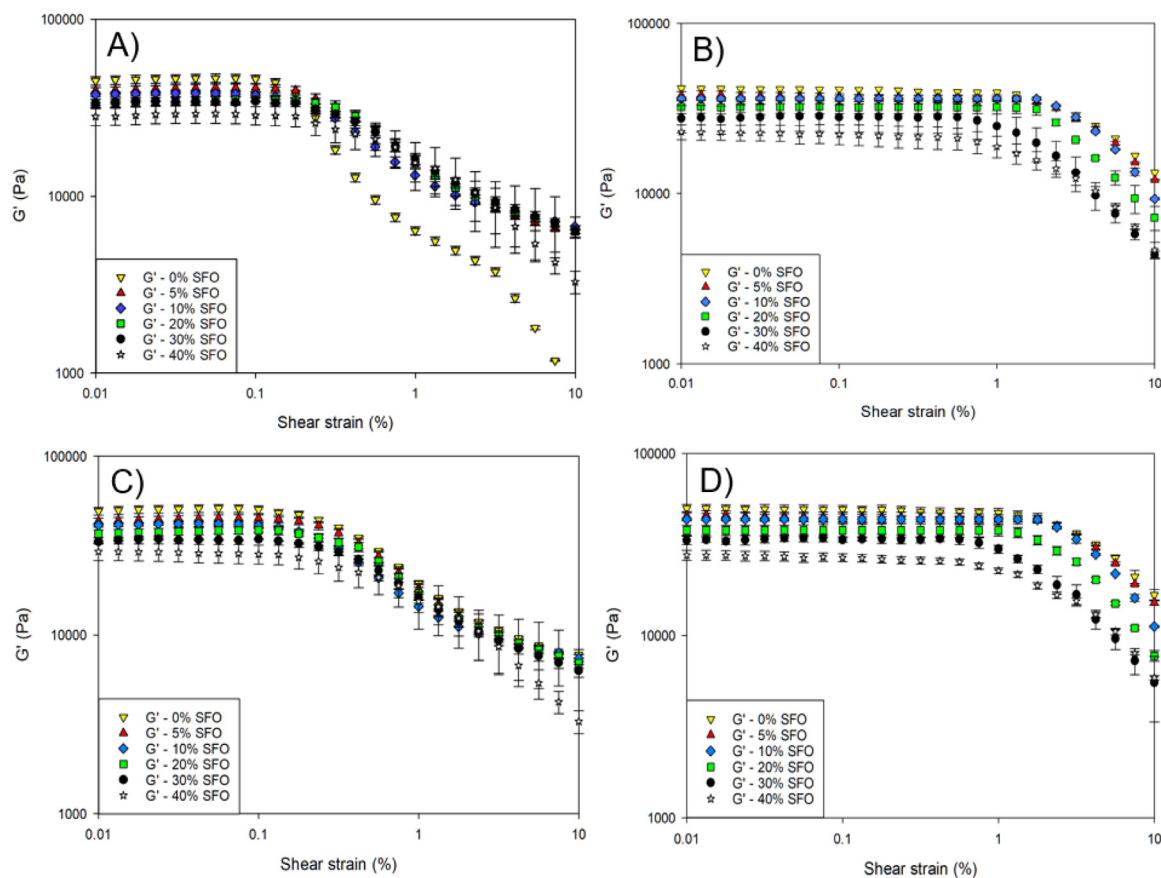 A)
100000
10000
1000
G' (Pa)
G' - 0% SFO
G' - 5% SFO
G' - 10% SFO
G' - 20% SFO
G' - 30% SFO
G' - 40% SFO
0.01 0.1 1 10
Shear strain (%)
B)
100000
10000
1000
G' (Pa)
G' - 0% SFO
G' - 5% SFO
G' - 10% SFO
G' - 20% SFO
G' - 30% SFO
G' - 40% SFO
0.01 0.1 1 10
Shear strain (%)
C)
100000
10000
1000
G' (Pa)
G' - 0% SFO
G' - 5% SFO
G' - 10% SFO
G' - 20% SFO
G' - 30% SFO
G' - 40% SFO
0.01 0.1 1 10
Shear strain (%)
D)
100000
10000
1000
G' (Pa)
G' - 0% SFO
G' - 5% SFO
G' - 10% SFO
G' - 20% SFO
G' - 30% SFO
G' - 40% SFO
0.01 0.1 1 10
Shear strain (%)